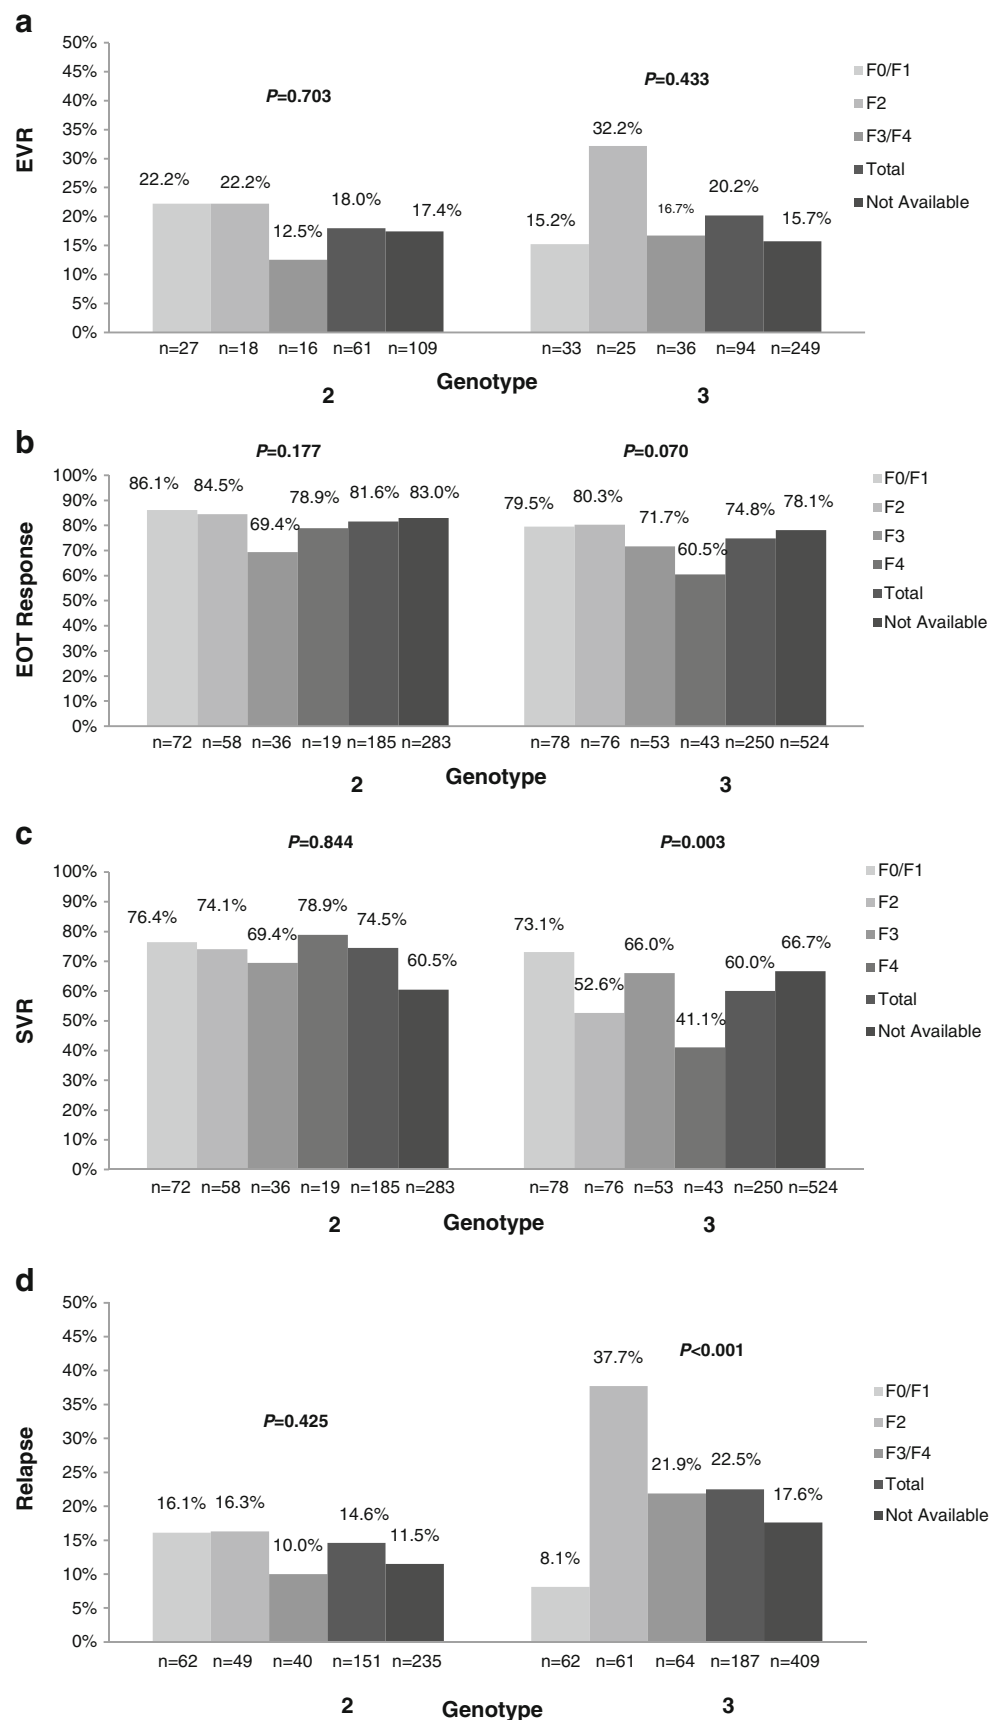 a
50%
45%
40%
35%
30%
25%
20%
15%
10%
5%
0%
EVR
P=0.703
P=0.433
22.2%
22.2%
12.5%
18.0%
17.4%
15.2%
32.2%
16.7%
20.2%
15.7%
F0/F1
F2
F3/F4
Total
Not Available
n=27 n=18 n=16 n=61 n=109
n=33 n=25 n=36 n=94 n=249
Genotype
2
3
b
100%
90%
80%
70%
60%
50%
40%
30%
20%
10%
0%
EOT Response
P=0.177
P=0.070
86.1%
84.5%
69.4%
78.9%
81.6%
83.0%
79.5%
80.3%
71.7%
60.5%
74.8%
78.1%
F0/F1
F2
F3
F4
Total
Not Available
n=72 n=58 n=36 n=19 n=185 n=283
n=78 n=76 n=53 n=43 n=250 n=524
Genotype
2
3
c
100%
90%
80%
70%
60%
50%
40%
30%
20%
10%
0%
SVR
P=0.844
P=0.003
76.4%
74.1%
69.4%
78.9%
74.5%
60.5%
73.1%
52.6%
66.0%
41.1%
60.0%
66.7%
F0/F1
F2
F3
F4
Total
Not Available
n=72 n=58 n=36 n=19 n=185 n=283
n=78 n=76 n=53 n=43 n=250 n=524
2
Genotype
3
d
50%
45%
40%
35%
30%
25%
20%
15%
10%
5%
0%
Relapse
P=0.425
P<0.001
16.1%
16.3%
10.0%
14.6%
11.5%
8.1%
37.7%
21.9%
22.5%
17.6%
F0/F1
F2
F3/F4
Total
Not Available
n=62 n=49 n=40 n=151 n=235
n=62 n=61 n=64 n=187 n=409
2
Genotype
3